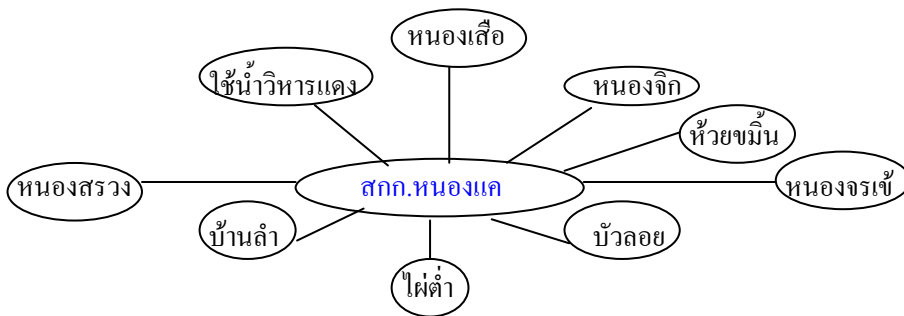 หนองเสือ
ใช้น้ำวิหารแดง
หนองจิก
ห้วยขมิ้น
หนองสรวง
สกก.หนองแค
หนองจรเข้
บ้านลำ
บัวลอย
ไผ่ต่ำ